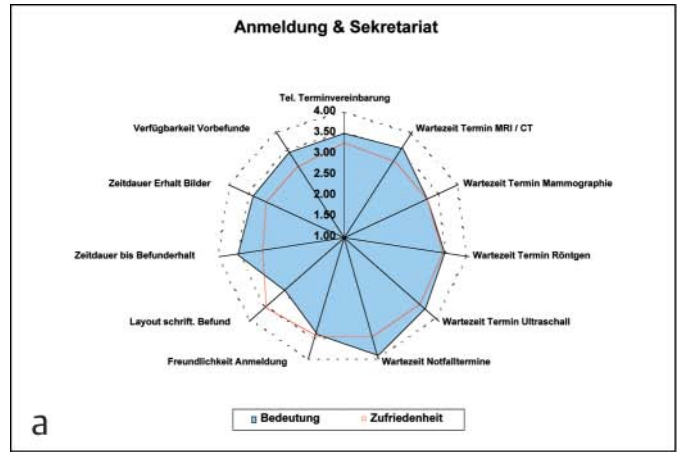 Anmeldung & Sekretariat
Tel. Terminvereinbarung
4.00
3.50
3.00
2.50
2.00
1.50
1.00
Wartezeit Termin MRI / CT
Wartezeit Termin Mammographie
Wartezeit Termin Röntgen
Wartezeit Termin Ultraschall
Wartezeit Notfalltermine
Freundlichkeit Anmeldung
Layout schrift. Befund
Zeitdauer bis Befunderhalt
Zeitdauer Erhalt Bilder
Verfügbarkeit Vorbefunde
Bedeutung
Zufriedenheit
a